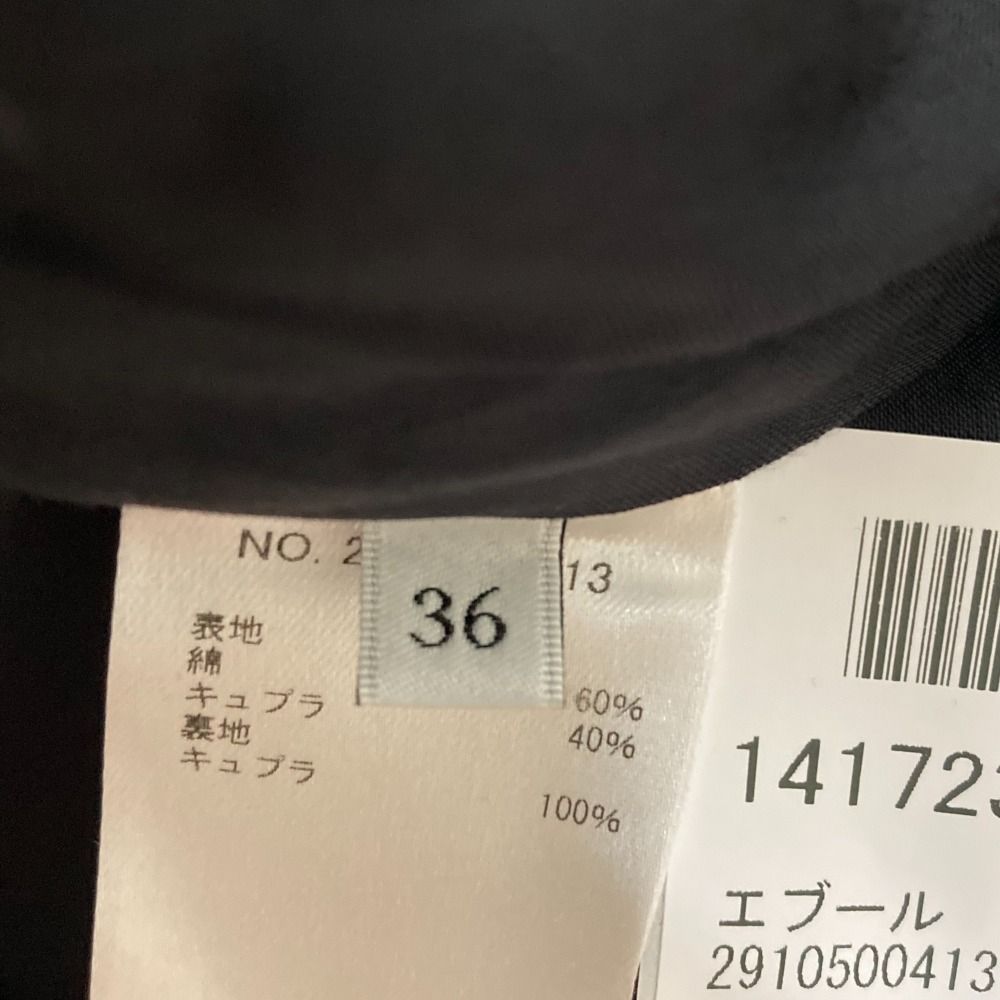 NO. 2
13
36
表地
綿 60%
キュプラ 40%
裏地
キュプラ 100%
141723
エブール
2910500413